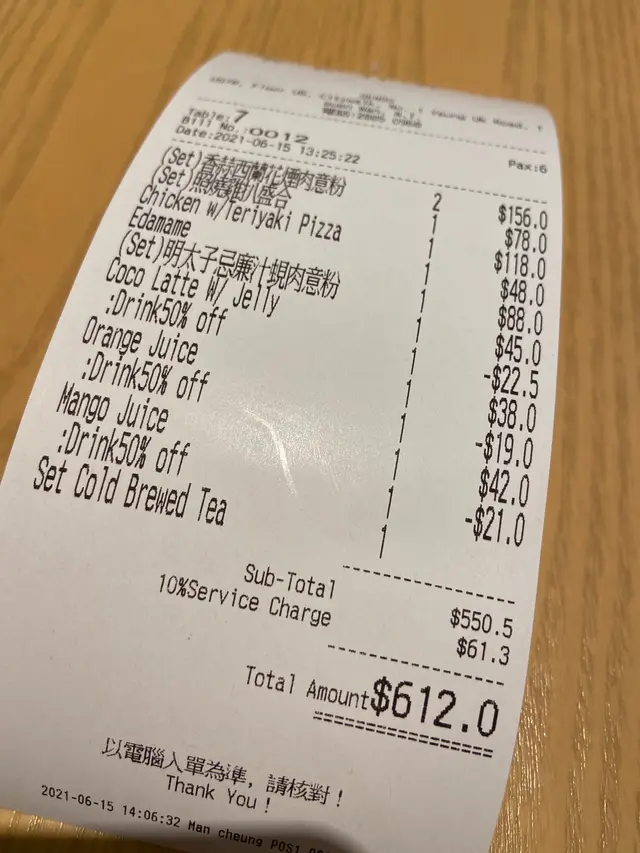 Yeung Uk Road, T
Table: 7
Bill No.: 0012
Date:2021-06-15 13:25:22 Pax:6
(Set)香蒜西蘭花煙肉意粉 2 $156.0
(Set) 1 $78.0
Chicken W/Teriyaki Pizza 1 $118.0
Edamame 1 $48.0
(Set)明太子忌廉汁蜆肉意粉 1 $88.0
Coco Latte W/ Jelly 1 $45.0
:Drink50% off 1 -$22.5
Orange Juice 1 $38.0
:Drink50% off 1 -$19.0
Mango Juice 1 $42.0
:Drink50% off 1 -$21.0
Set Cold Brewed Tea 1
Sub-Total $550.5
10%Service Charge $61.3
Total Amount $612.0
以電腦入單為準，請核對！
Thank You！
2021-06-15 14:06:32 Man cheung POS1